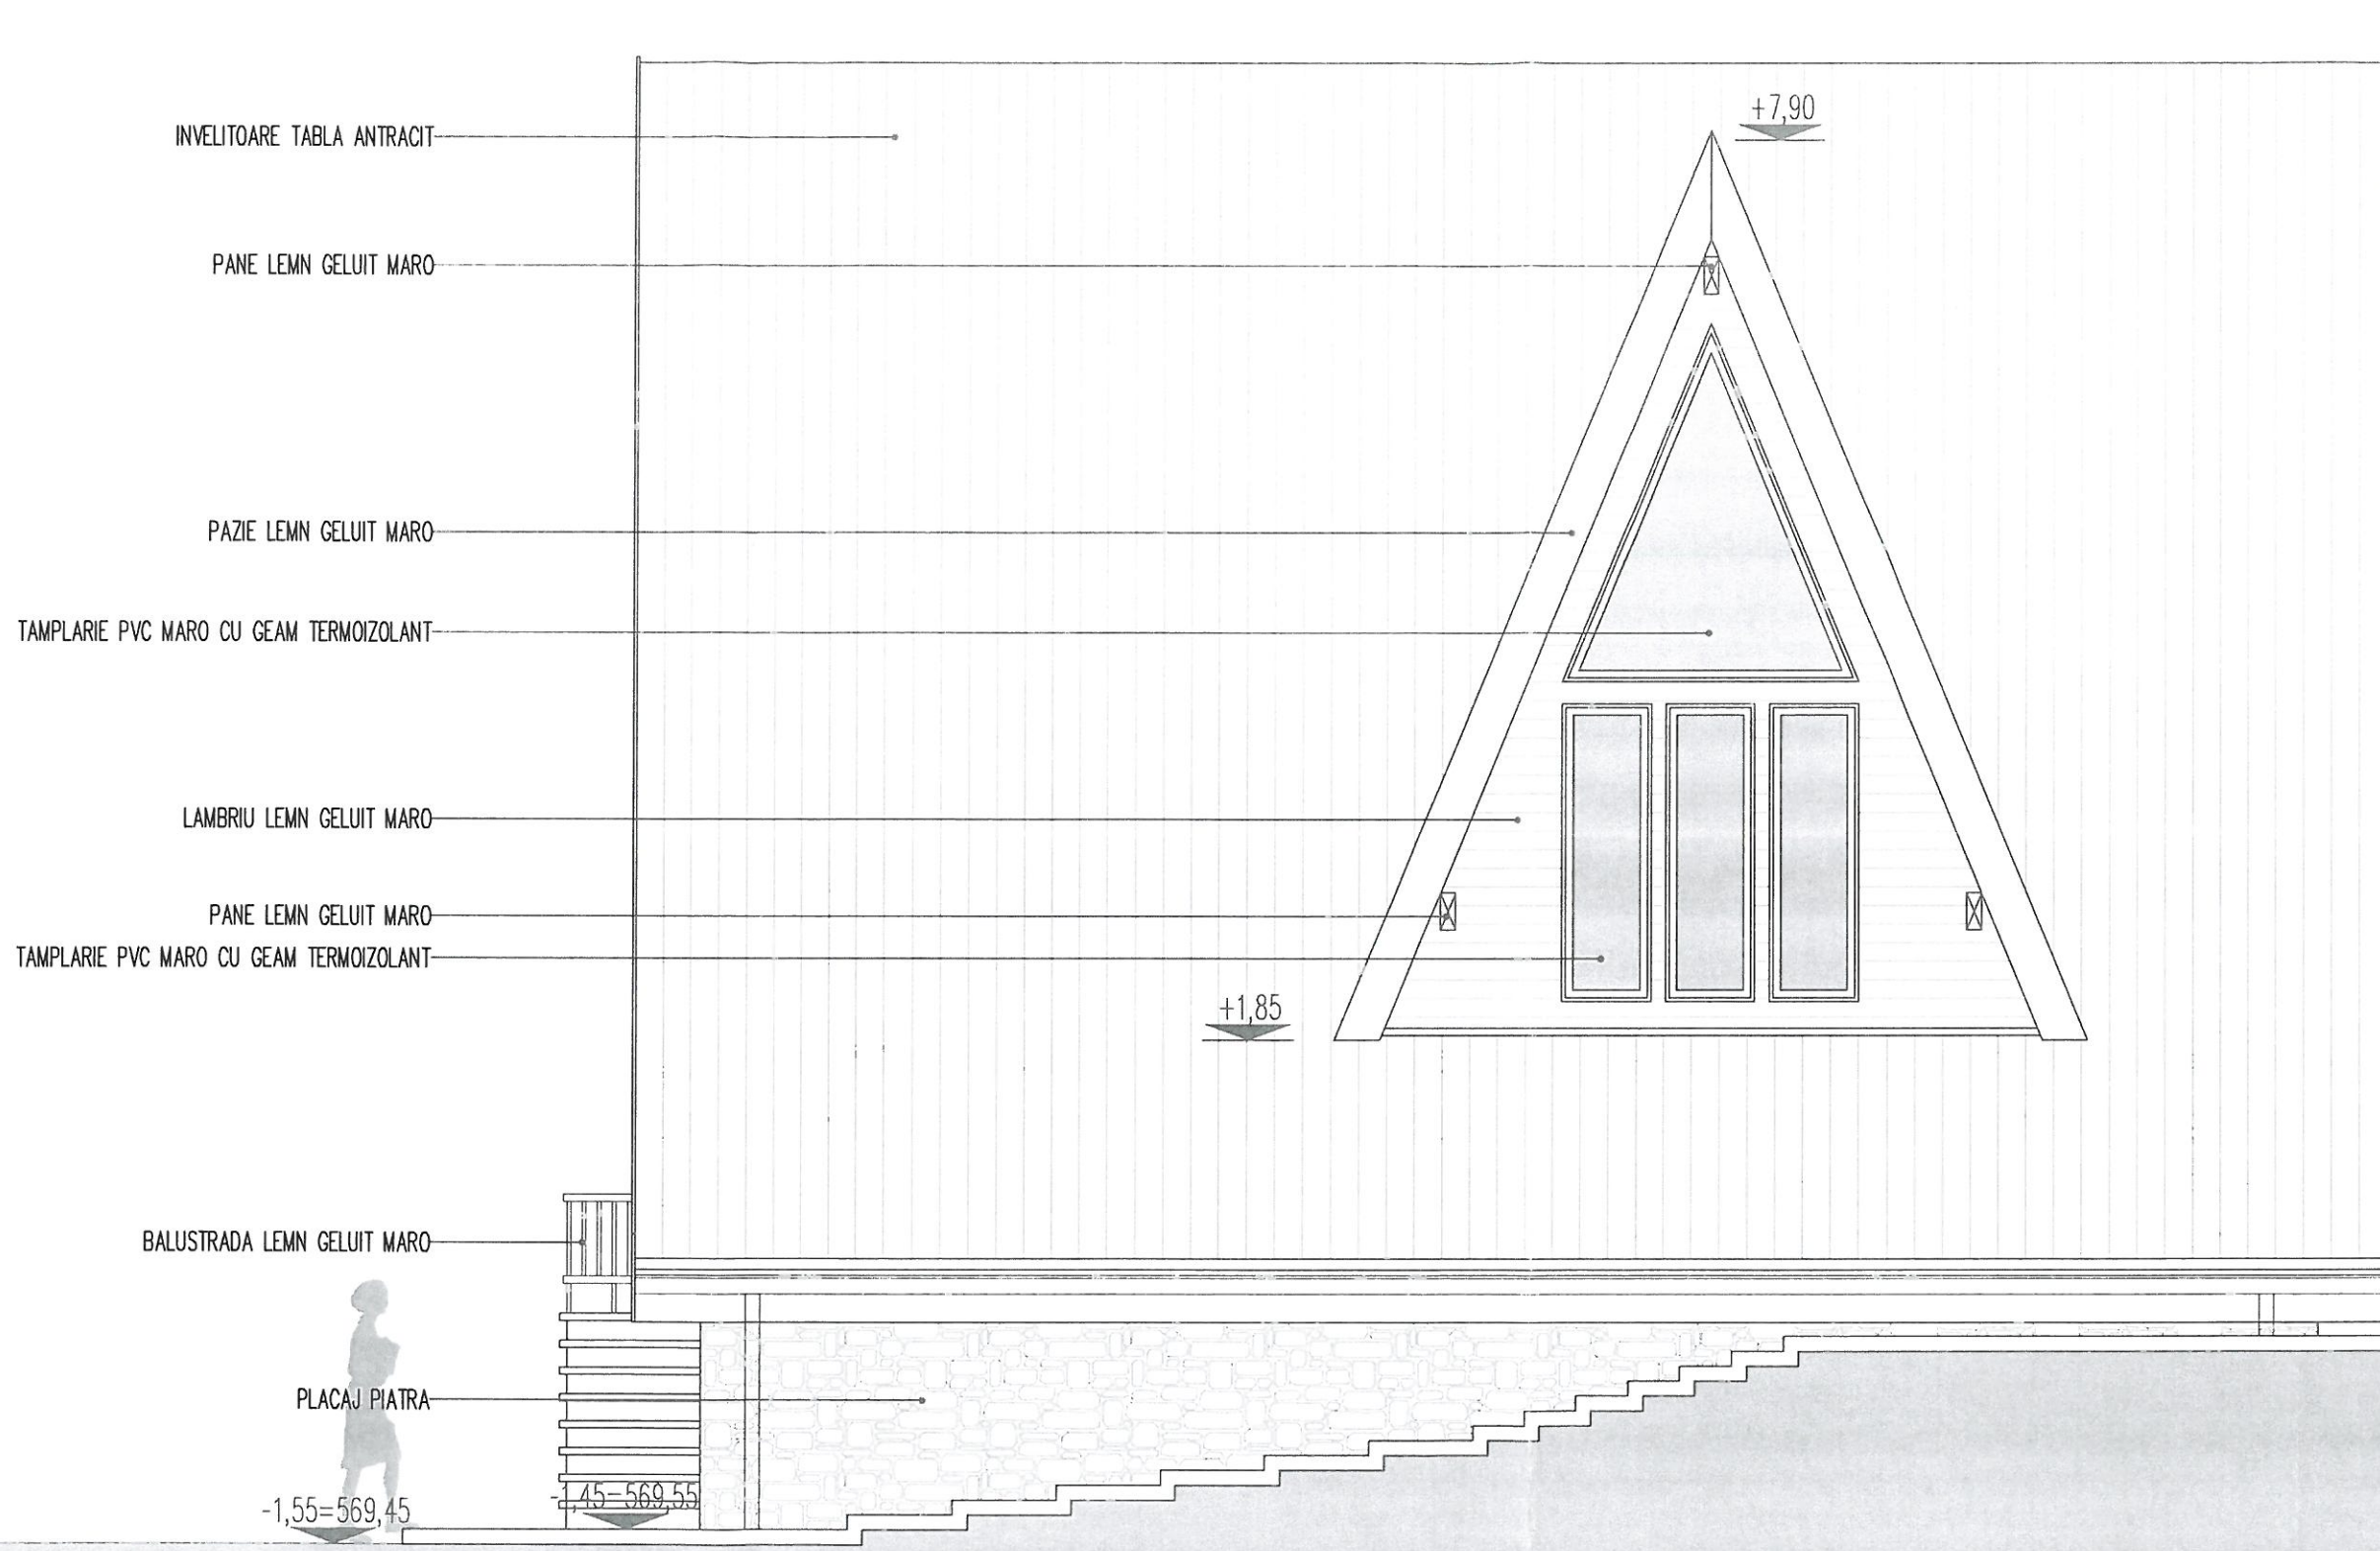 +7,90
INVELITOARE TABLA ANTRACIT
PANE LEMN GELUIT MARO
PAZIE LEMN GELUIT MARO
TAMPLARIE PVC MARO CU GEAM TERMOIZOLANT
LAMBRIU LEMN GELUIT MARO
PANE LEMN GELUIT MARO
TAMPLARIE PVC MARO CU GEAM TERMOIZOLANT
+1,85
BALUSTRADA LEMN GELUIT MARO
PLACAJ PIATRA
-1,55=569,45
45=569,55